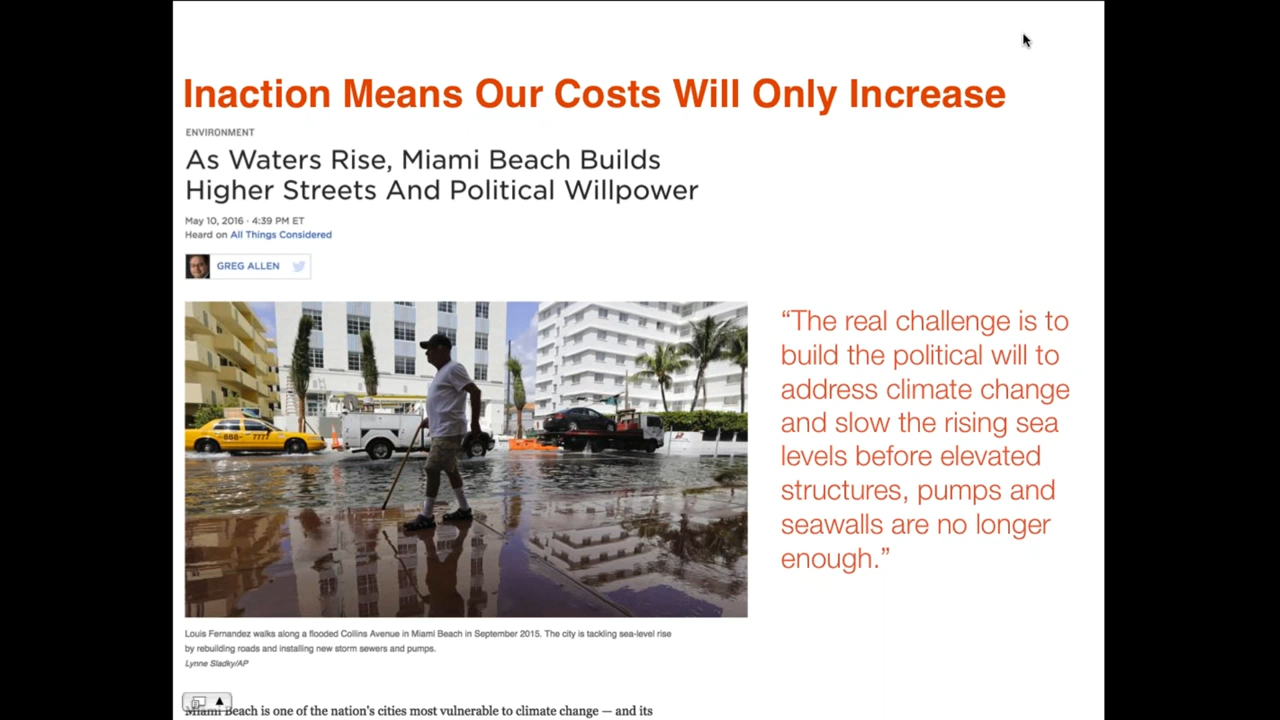 Inaction Means Our Costs Will Only Increase
ENVIRONMENT
As Waters Rise, Miami Beach Builds
Higher Streets And Political Willpower
May 10, 2016 · 4:39 PM ET
Heard on All Things Considered
GREG ALLEN
888- 7777
“The real challenge is to
build the political will to
address climate change
and slow the rising sea
levels before elevated
structures, pumps and
seawalls are no longer
enough.”
Louis Fernandez walks along a flooded Collins Avenue in Miami Beach in September 2015. The city is tackling sea-level rise
by rebuilding roads and installing new storm sewers and pumps.
Lynne Sladky/AP
Miami Beach is one of the nation's cities most vulnerable to climate change — and its